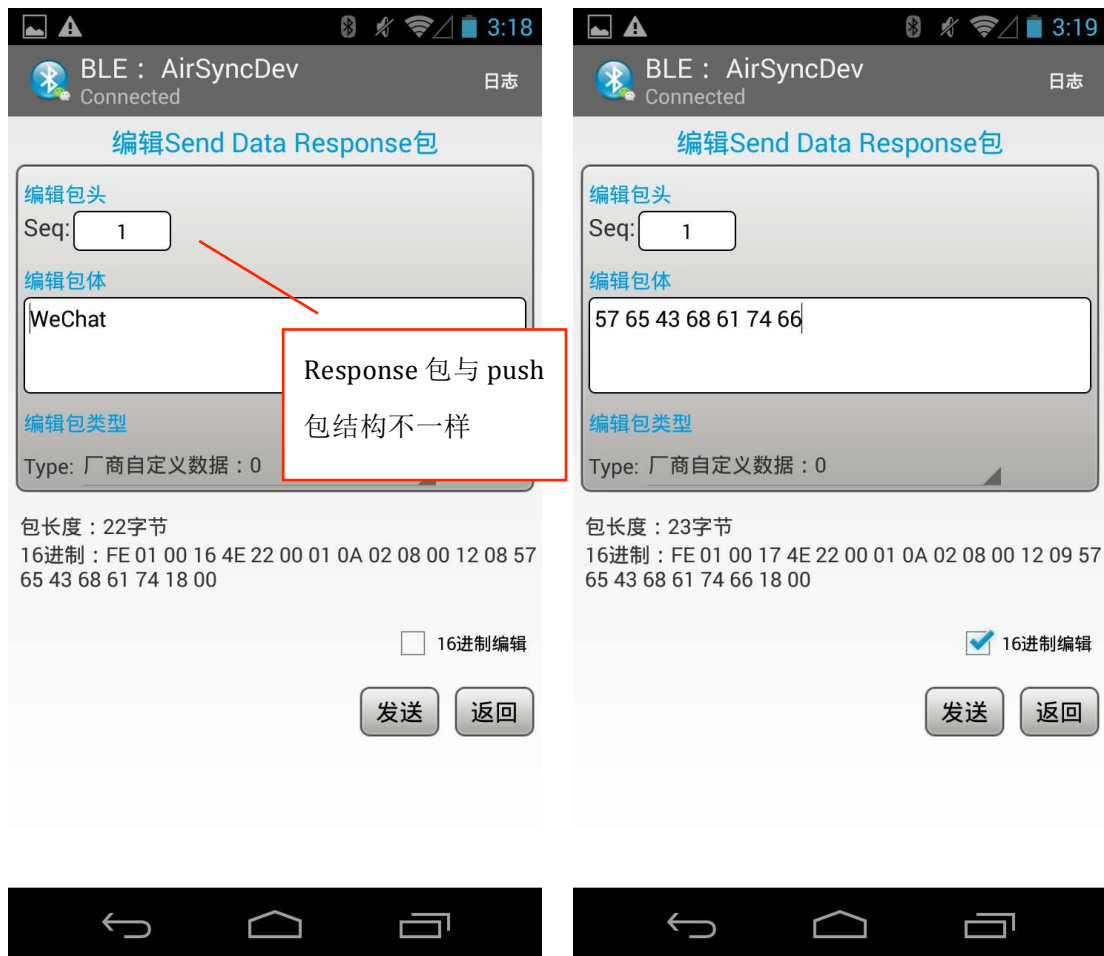 3:18
BLE： AirSyncDev
Connected
日志
编辑Send Data Response包
编辑包头
Seq: 1
编辑包体
WeChat
Response 包与 push
包结构不一样
编辑包类型
Type: 厂商自定义数据：0
包长度：22字节
16进制：FE 01 00 16 4E 22 00 01 0A 02 08 00 12 08 57
65 43 68 61 74 18 00
16进制编辑
发送 返回
3:19
BLE： AirSyncDev
Connected
日志
编辑Send Data Response包
编辑包头
Seq: 1
编辑包体
57 65 43 68 61 74 66
编辑包类型
Type: 厂商自定义数据：0
包长度：23字节
16进制：FE 01 00 17 4E 22 00 01 0A 02 08 00 12 09 57
65 43 68 61 74 66 18 00
16进制编辑
发送 返回